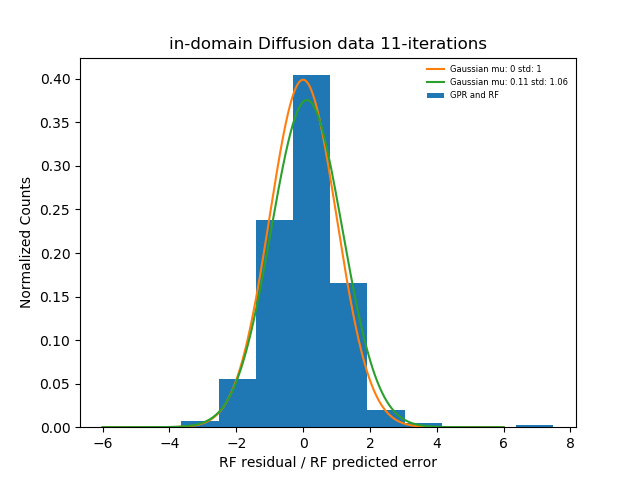 in-domain Diffusion data 11-iterations
Gaussian mu: 0 std: 1
Gaussian mu: 0.11 std: 1.06
GPR and RF
Normalized Counts
0.40
0.35
0.30
0.25
0.20
0.15
0.10
0.05
0.00
−6 −4 −2 0 2 4 6 8
RF residual / RF predicted error